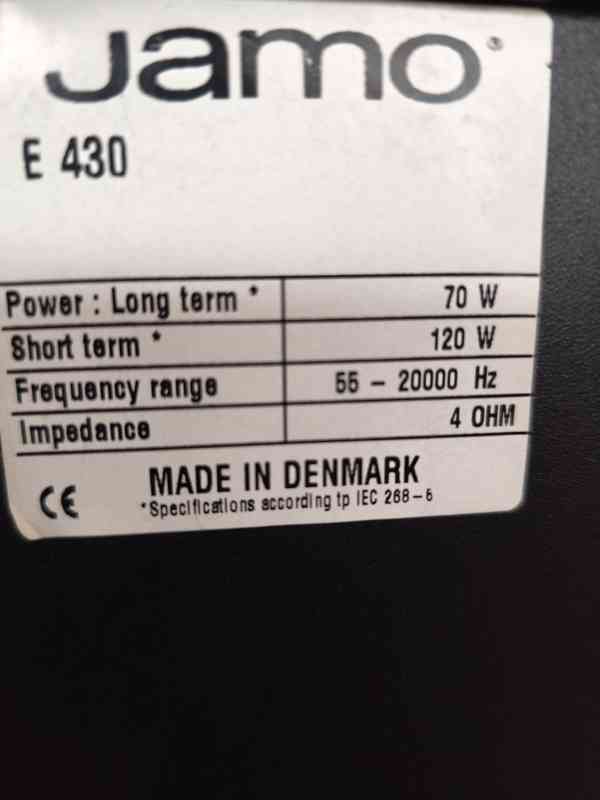 Jamo®
E 430
Power : Long term * 70 W
Short term * 120 W
Frequency range 55 - 20000 Hz
Impedance 4 OHM
CE MADE IN DENMARK
*Specifications according tp IEC 268-5